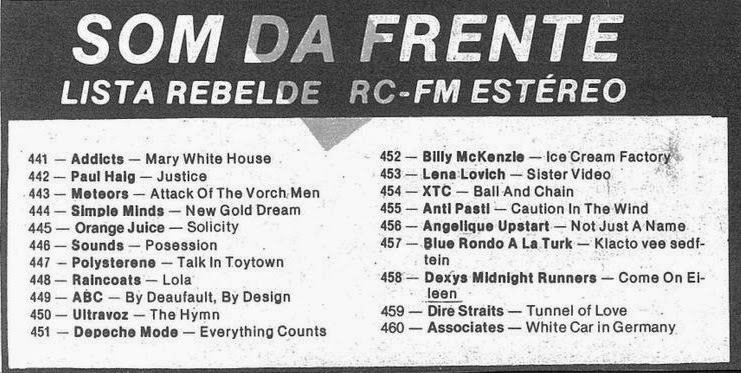 SOM DA FRENTE
LISTA REBELDE RC-FM ESTÉREO
441 — Addicts — Mary White House
442 — Paul Haig — Justice
443 — Meteors — Attack Of The Vorch Men
444 — Simple Minds — New Gold Dream
445 — Orange Juice — Solicity
446 — Sounds — Posession
447 — Polysterene — Talk In Toytown
448 — Raincoats — Lola
449 — ABC — By Deaufault, By Design
450 — Ultravoz — The Hymn
451 — Depeche Mode — Everything Counts
452 — Billy McKenzie — Ice Cream Factory
453 — Lena Lovich — Sister Video
454 — XTC — Ball And Chain
455 — Anti Pasti — Caution In The Wind
456 — Angelique Upstart — Not Just A Name
457 — Blue Rondo A La Turk — Klacto vee sedf-
tein
458 — Dexys Midnight Runners — Come On Ei-
leen
459 — Dire Straits — Tunnel of Love
460 — Associates — White Car in Germany